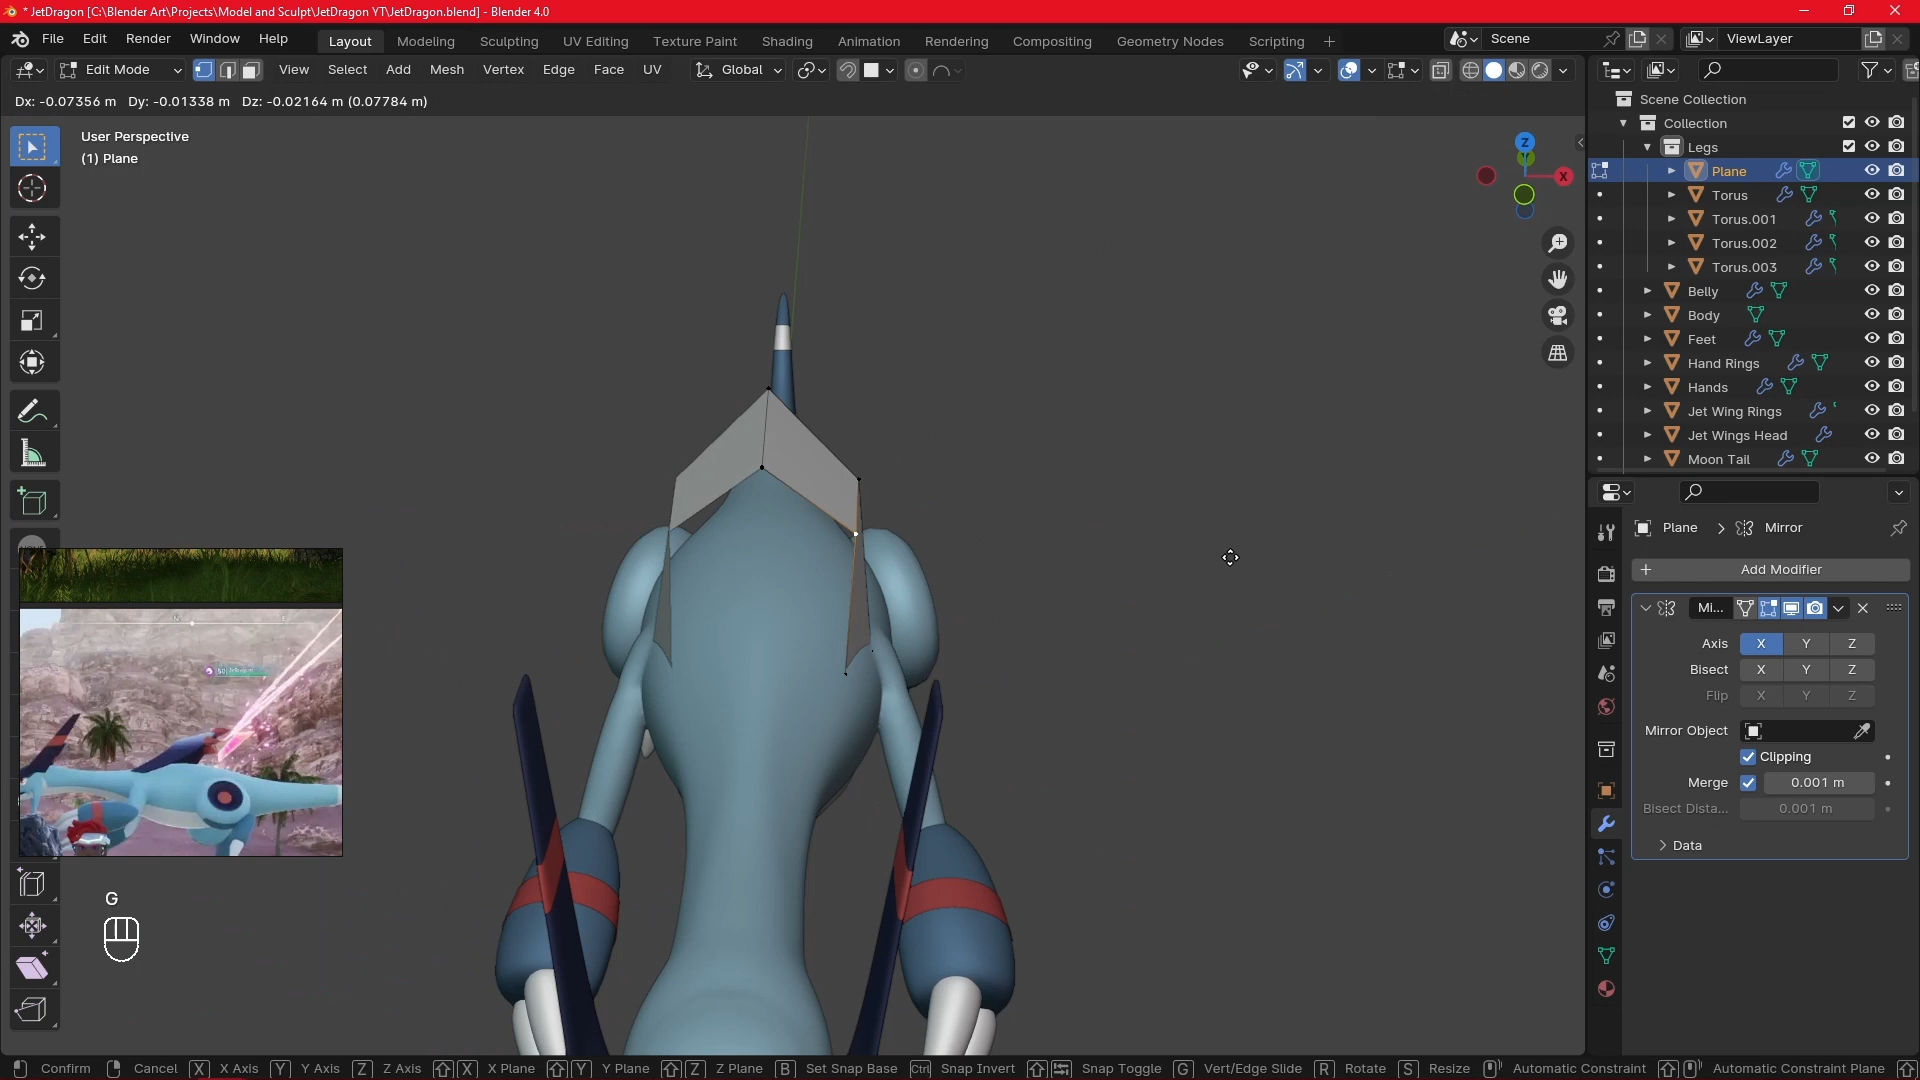 * JetDragon [C:\Blender Art\Projects\Model and Sculpt\JetDragon YT\JetDragon.blend] - Blender 4.0
File Edit Render Window Help Layout Modeling Sculpting UV Editing Texture Paint Shading Animation Rendering Compositing Geometry Nodes Scripting + Scene ViewLayer
Edit Mode View Select Add Mesh Vertex Edge Face UV Global
Dx: -0.07356 m Dy: -0.01338 m Dz: -0.02164 m (0.07784 m)
User Perspective
(1) Plane
Z
X
Scene Collection
Collection
Legs
Plane
Torus
Torus.001
Torus.002
Torus.003
Belly
Body
Feet
Hand Rings
Hands
Jet Wing Rings
Jet Wings Head
Moon Tail
Plane > Mirror
+ Add Modifier
Mi...
Axis X Y Z
Bisect X Y Z
Flip X Y Z
Mirror Object
Clipping
Merge 0.001 m
Bisect Dista... 0.001 m
Data
G
Confirm Cancel X X Axis Y Y Axis Z Z Axis X X Plane Y Y Plane Z Z Plane B Set Snap Base Ctrl Snap Invert Snap Toggle G Vert/Edge Slide R Rotate S Resize Automatic Constraint Automatic Constraint Plane